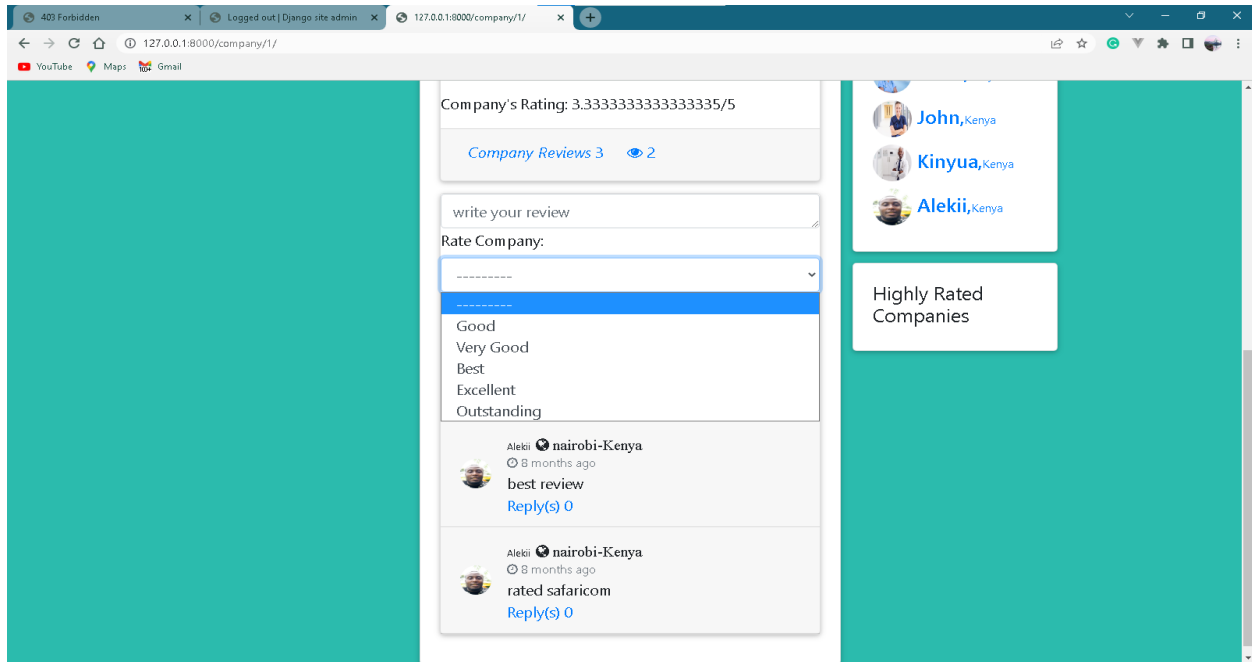 403 Forbidden
Logged out | Django site admin
127.0.0.1:8000/company/1/
127.0.0.1:8000/company/1/
YouTube
Maps
Gmail
Company's Rating: 3.3333333333333335/5
Company Reviews 3
2
write your review
Rate Company:
---------
---------
Good
Very Good
Best
Excellent
Outstanding
Alekii nairobi-Kenya
8 months ago
best review
Reply(s) 0
Alekii nairobi-Kenya
8 months ago
rated safaricom
Reply(s) 0
John,Kenya
Kinyua,Kenya
Alekii,Kenya
Highly Rated
Companies